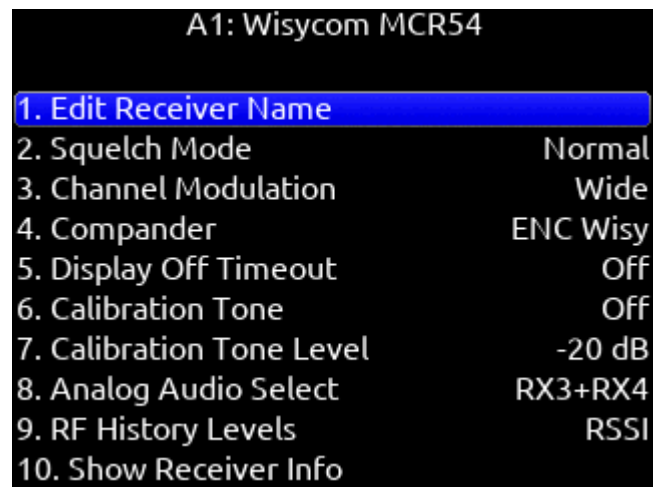 A1: Wisycom MCR54
1. Edit Receiver Name
2. Squelch Mode Normal
3. Channel Modulation Wide
4. Compander ENC Wisy
5. Display Off Timeout Off
6. Calibration Tone Off
7. Calibration Tone Level -20 dB
8. Analog Audio Select RX3+RX4
9. RF History Levels RSSI
10. Show Receiver Info